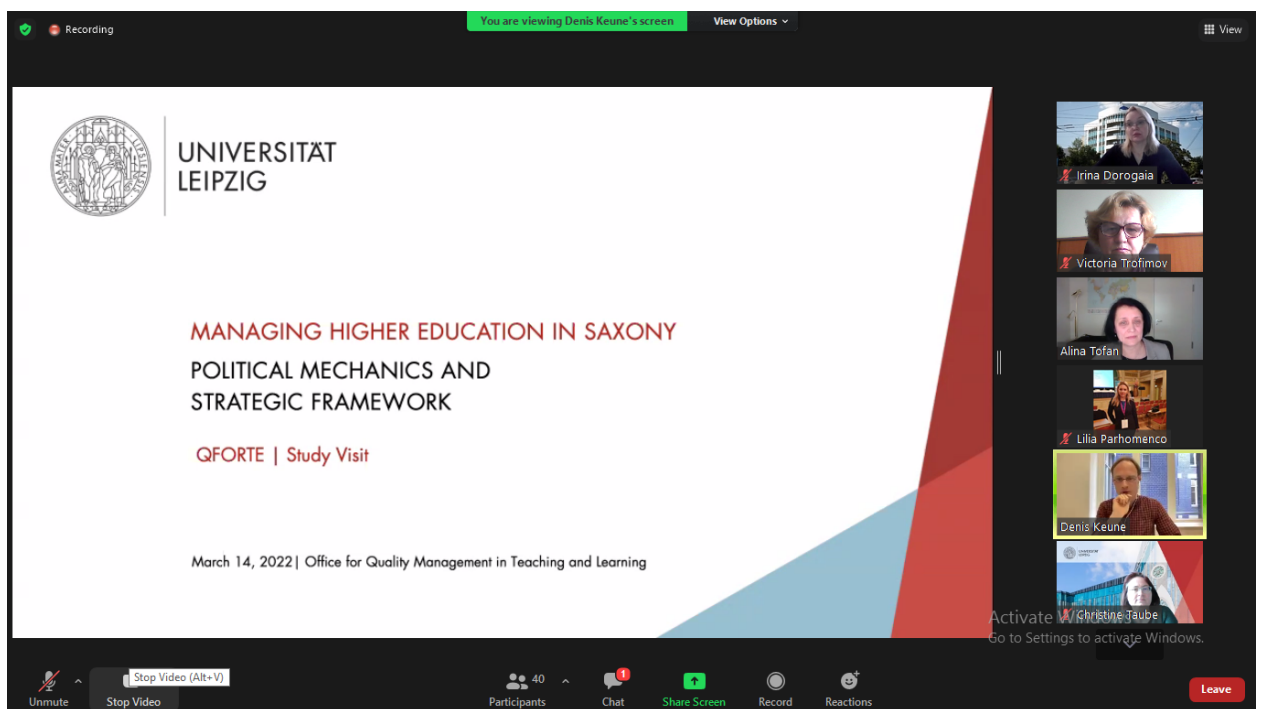 Recording
You are viewing Denis Keune's screen
View Options
View
UNIVERSITÄT
LEIPZIG
MANAGING HIGHER EDUCATION IN SAXONY
POLITICAL MECHANICS AND
STRATEGIC FRAMEWORK
QFORTE | Study Visit
March 14, 2022| Office for Quality Management in Teaching and Learning
Irina Dorogaia
Victoria Trofimov
Alina Tofan
Lilia Parhomenco
Denis Keune
Christine Taube
Activate Windows
Go to Settings to activate Windows.
Stop Video (Alt+V)
Unmute
Stop Video
40
Participants
1
Chat
Share Screen
Record
Reactions
Leave